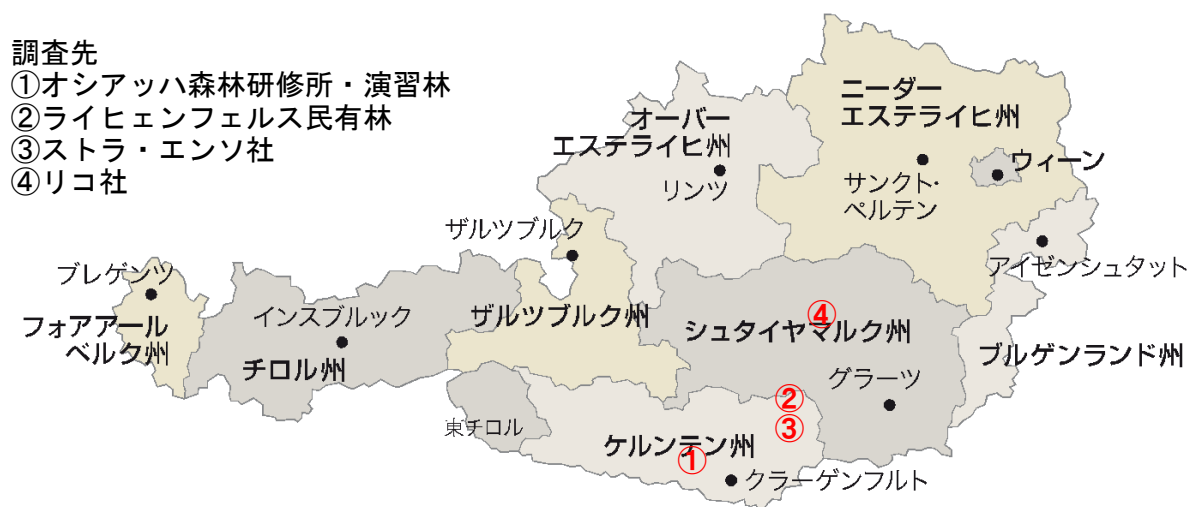 調査先
①オシアッハ森林研修所・演習林
②ライヒェンフェルス民有林
③ストラ・エンソ社
④リコ社
ニーダー
エステライヒ州
オーバー
エステライヒ州
ウィーン
リンツ
サンクト・
ペルテン
ザルツブルク
アイゼンシュタット
ブレゲンツ
フォアアール
ベルク州
インスブルック
チロル州
ザルツブルク州
④
シュタイヤマルク州
ブルゲンランド州
グラーツ
②
③
東チロル
ケルンテン州
①
クラーゲンフルト